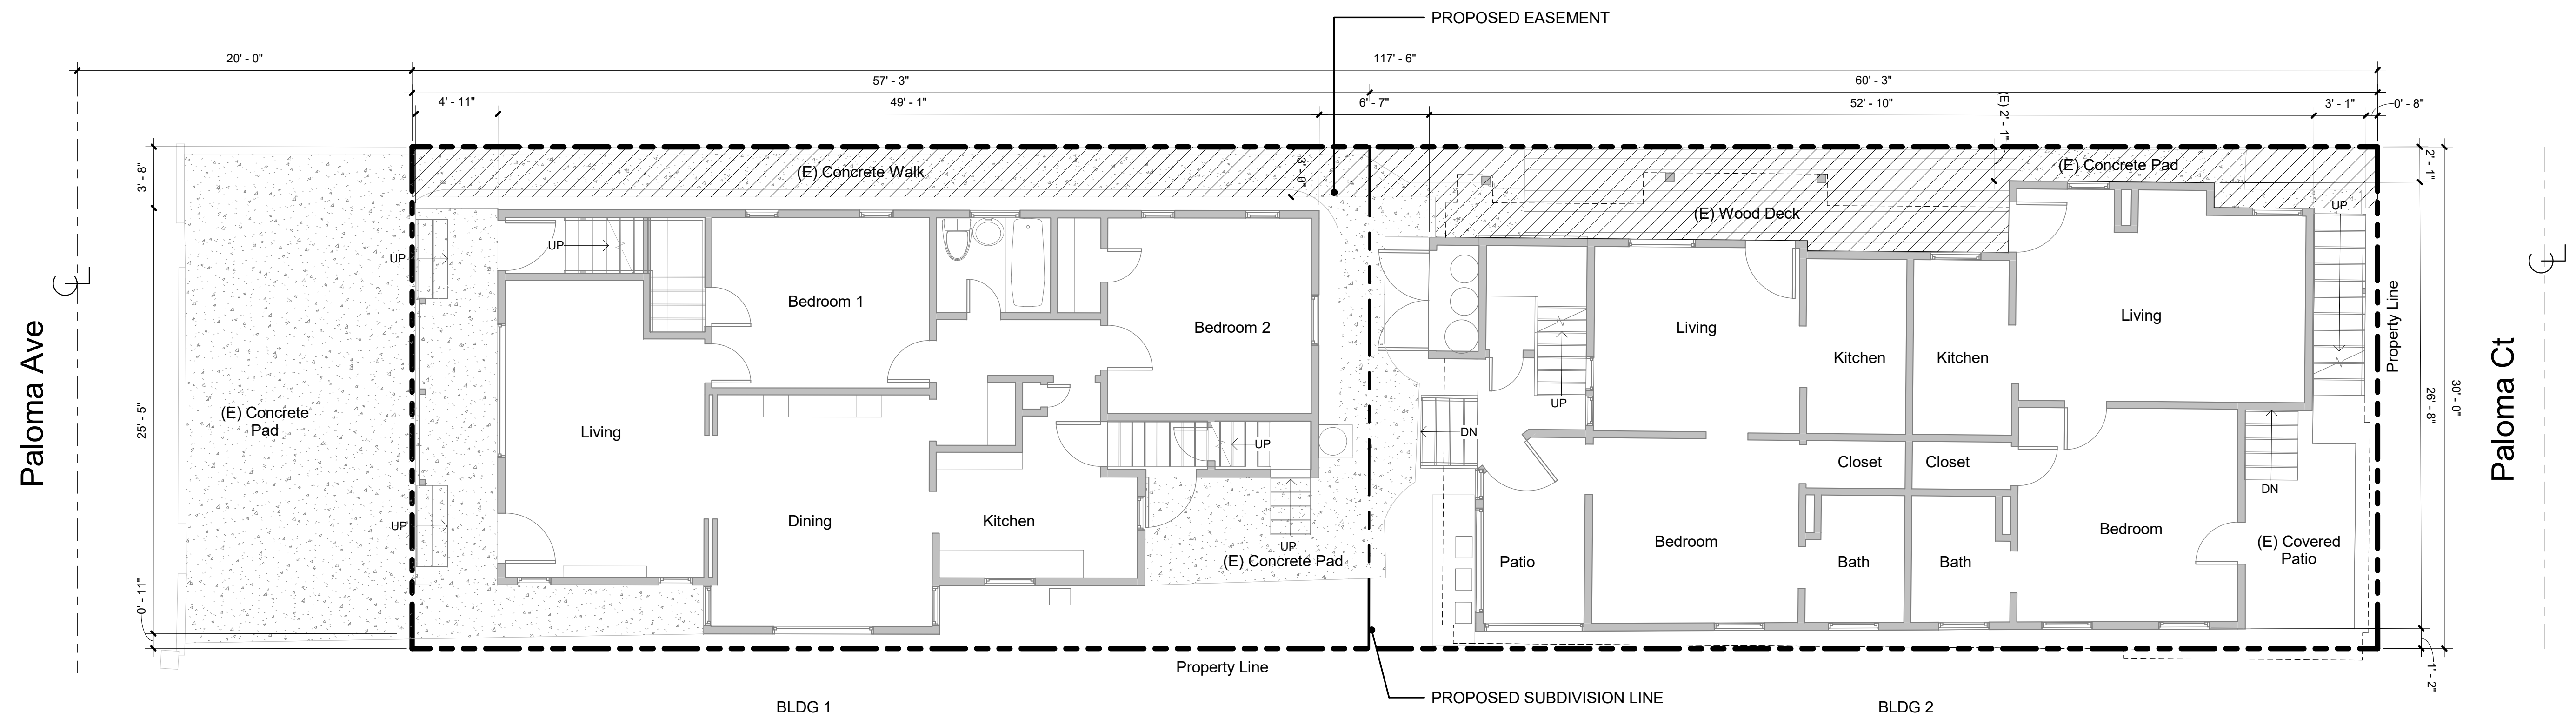 PROPOSED EASEMENT
20' - 0"
117' - 6"
57' - 3"
60' - 3"
4' - 11"
49' - 1"
6' - 7"
52' - 10"
3' - 1"
0' - 8"
(E) 2' - 1"
3' - 8"
(E) Concrete Walk
3' - 0"
(E) Concrete Pad
2' - 1"
(E) Wood Deck
UP
UP
UP
CL
CL
Bedroom 1
Bedroom 2
Living
Living
Property Line
Kitchen
Kitchen
Paloma Ave
Paloma Ct
(E) Concrete
Pad
25' - 5"
Living
UP
DN
UP
30' - 0"
26' - 8"
Closet
Closet
DN
UP
Dining
Kitchen
UP
(E) Concrete Pad
Patio
Bedroom
Bath
Bath
Bedroom
(E) Covered
Patio
0' - 11"
Property Line
1' - 2"
PROPOSED SUBDIVISION LINE
BLDG 1
BLDG 2